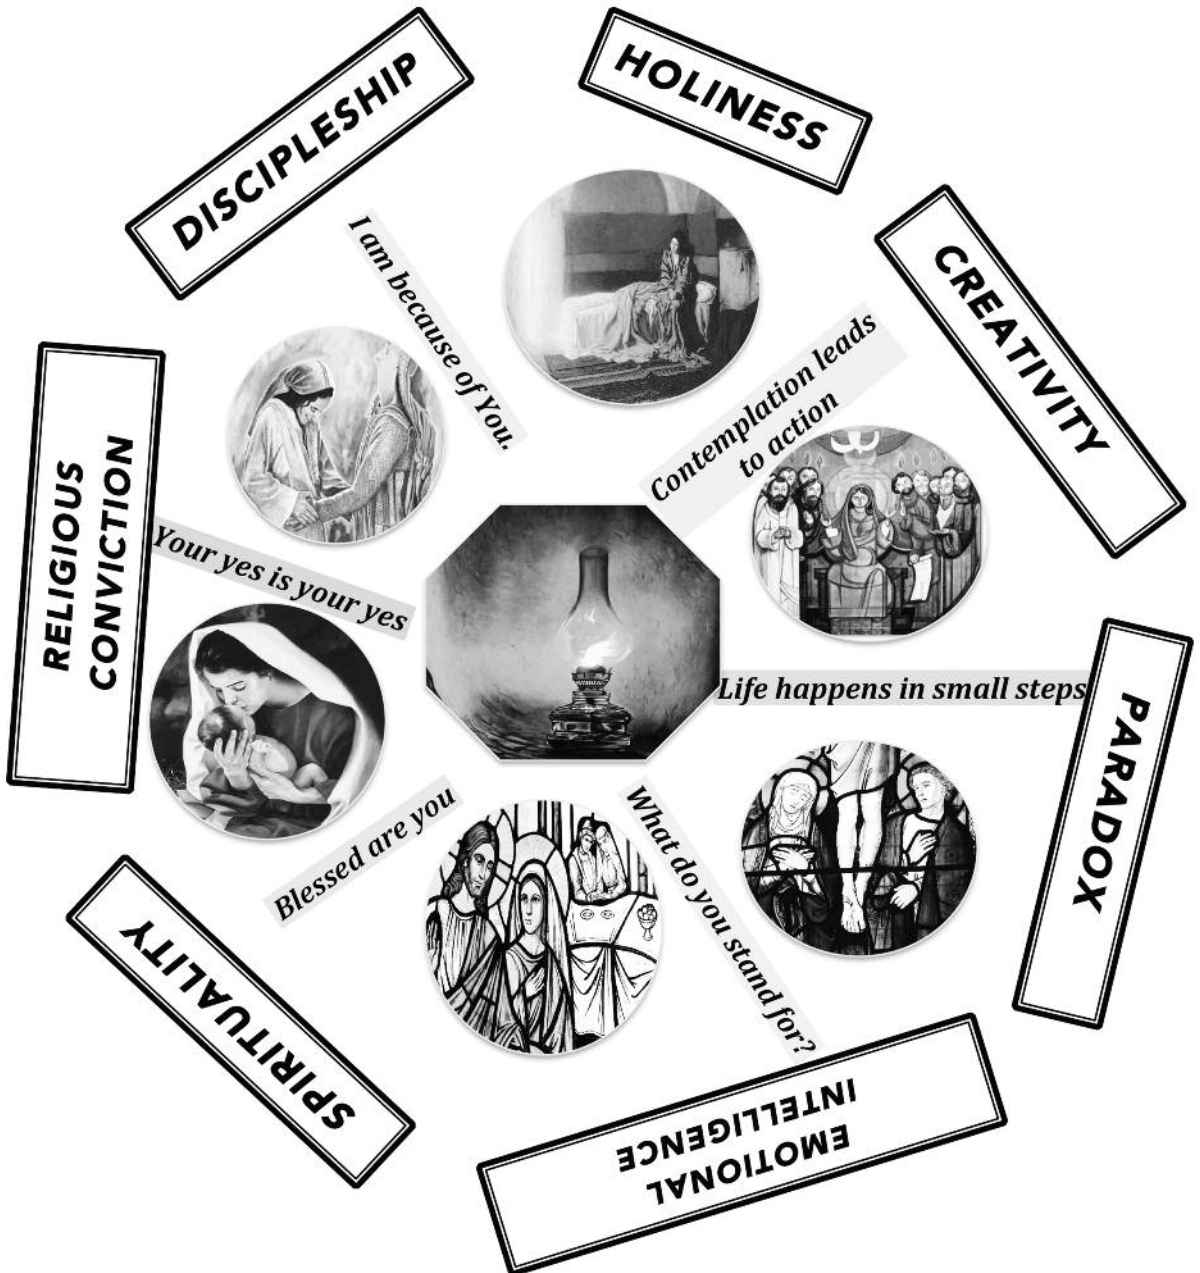 DISCIPLESHIP
HOLINESS
CREATIVITY
PARADOX
EMOTIONAL
INTELLIGENCE
SPIRITUALITY
RELIGIOUS
CONVICTION
I am because of You.
Contemplation leads
to action
Life happens in small steps
What do you stand for?
Blessed are you
Your yes is your yes